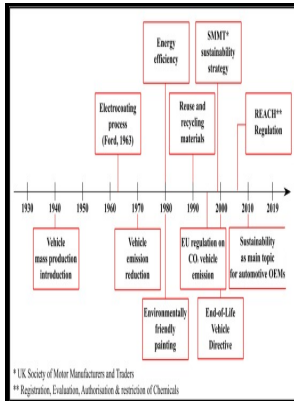 SMMT*
sustainability
strategy
Energy
efficiency
Electrocoating
process
(Ford, 1963)
Reuse and
recycling
materials
REACH**
Regulation
1930 1940 1950 1960 1970 1980 1990 2000 2010 2019
Vehicle
mass production
introduction
Vehicle
emission
reduction
EU regulation on
CO. vehicle
emission
Sustainability
as main topic
for automotive OEMs
Environmentally
friendly
painting
End-of-Life
Vehicle
Directive
* UK Society of Motor Manufacturers and Traders
** Registration, Evaluation, Authorisation & restriction of Chemicals